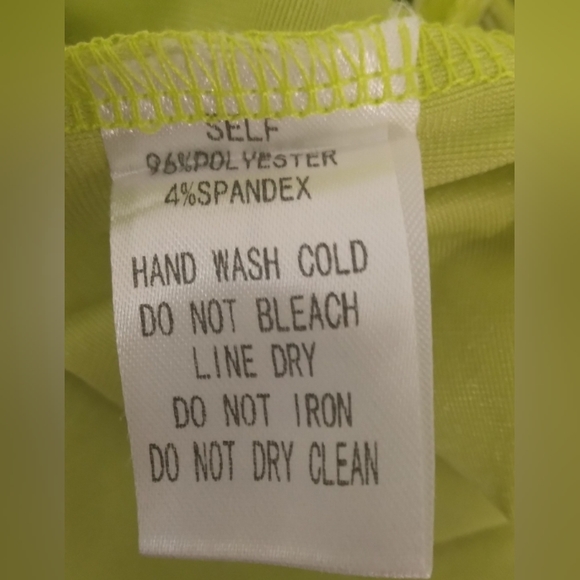 SELF
96%POLYESTER
4%SPANDEX
HAND WASH COLD
DO NOT BLEACH
LINE DRY
DO NOT IRON
DO NOT DRY CLEAN